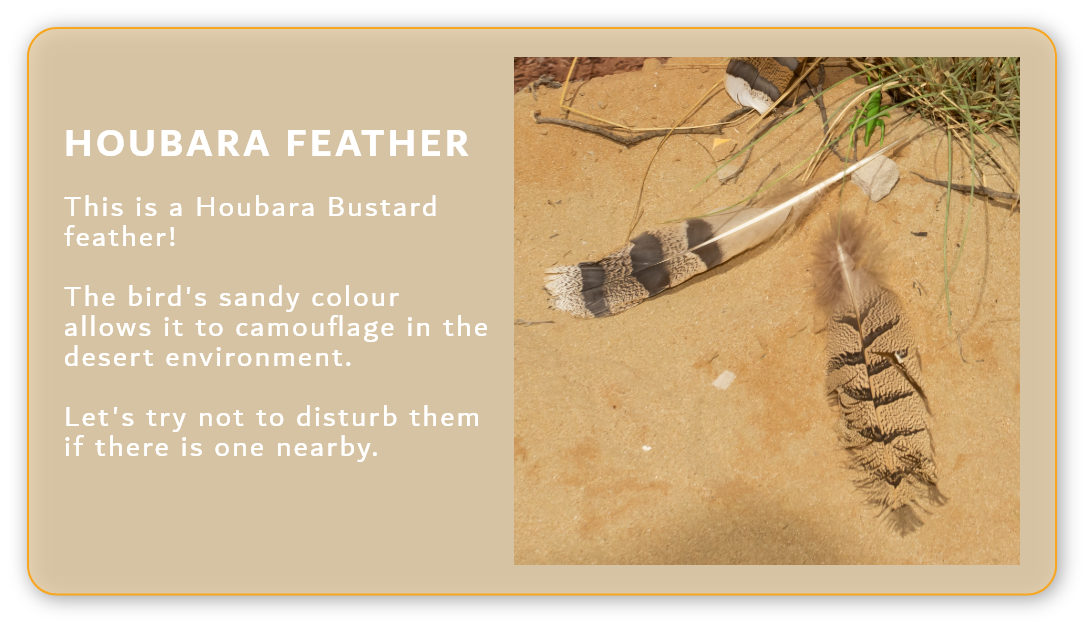 HOUBARA FEATHER
This is a Houbara Bustard
feather!
The bird's sandy colour
allows it to camouflage in the
desert environment.
Let's try not to disturb them
if there is one nearby.